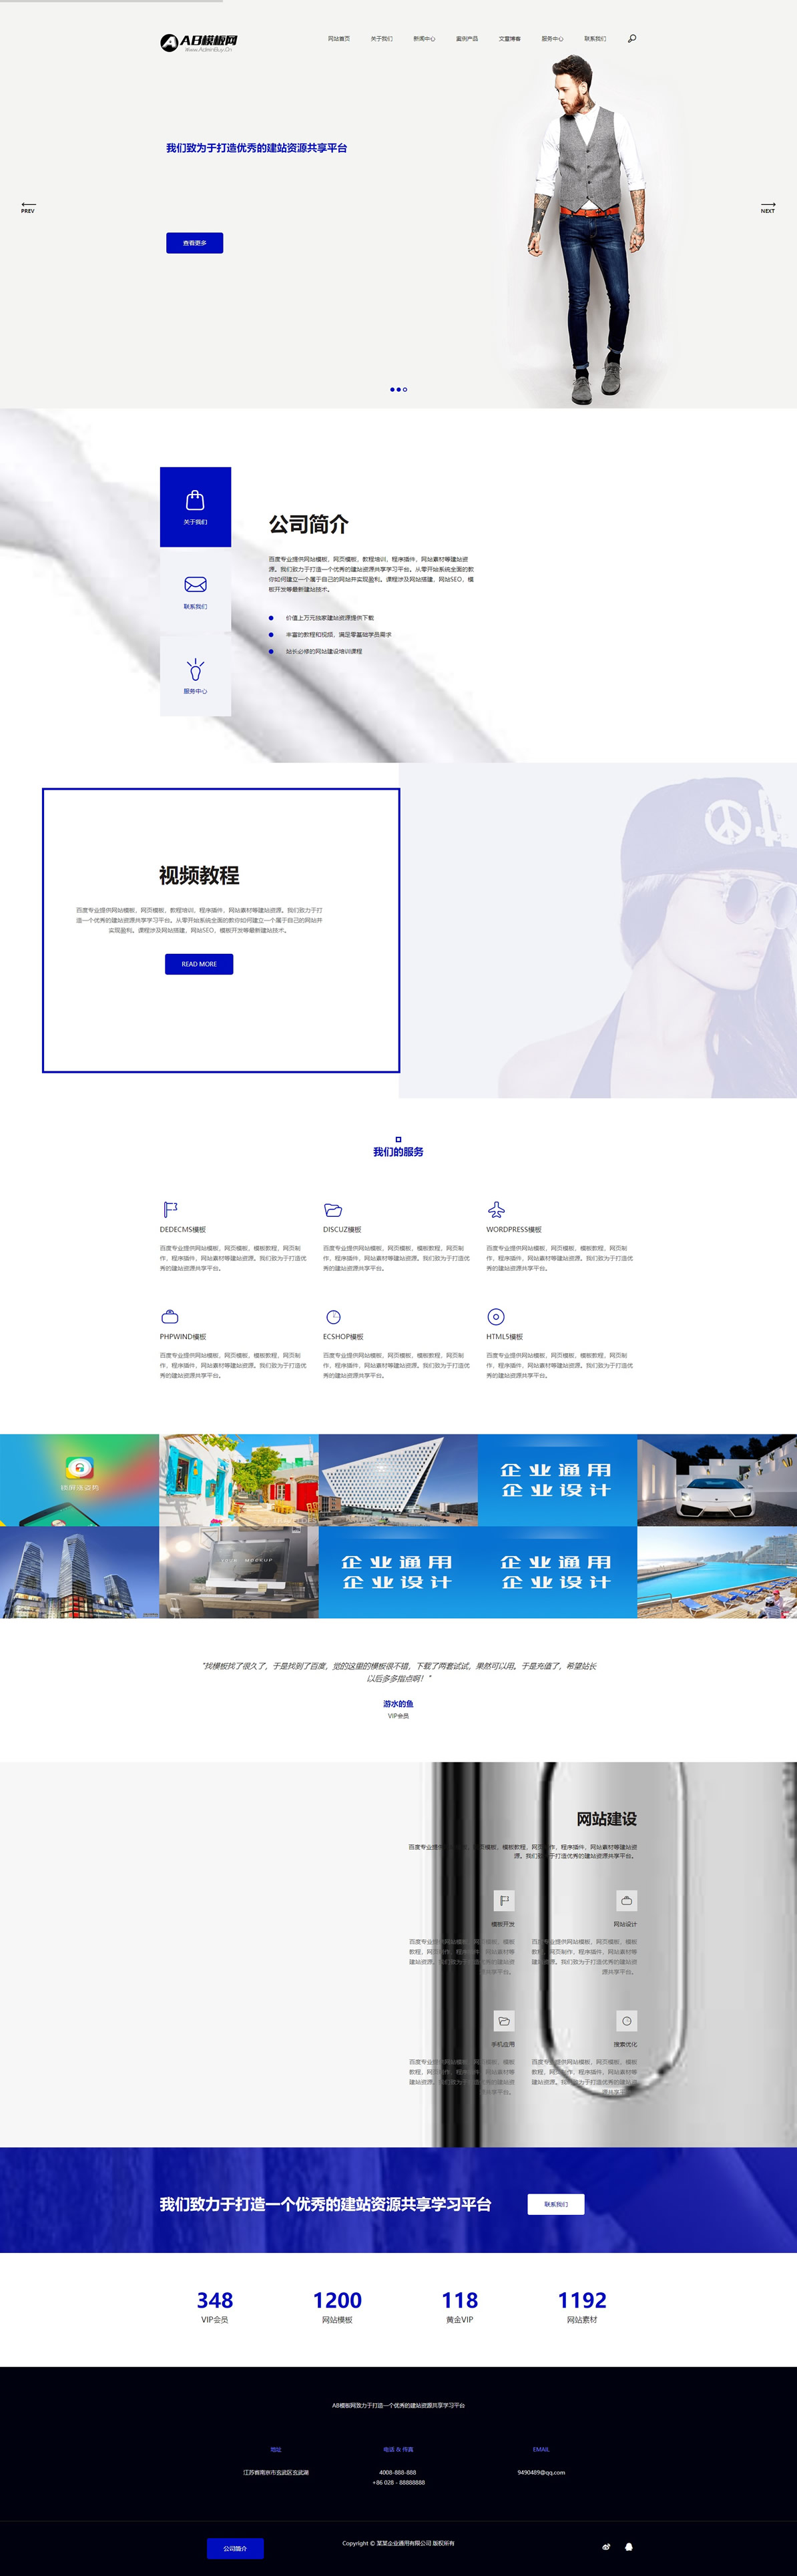 AB模板网
Www.AdminBuy.Cn
网站首页 关于我们 新闻中心 案例产品 文章博客 服务中心 联系我们
我们致为于打造优秀的建站资源共享平台
PREV
NEXT
查看更多
关于我们
联系我们
服务中心
公司简介
百度专业提供网站模板，网页模板，教程培训，程序插件，网站素材等建站资
源。我们致力于打造一个优秀的建站资源共享学习平台。从零开始系统全面的教
你如何建立一个属于自己的网站并实现盈利。课程涉及网站搭建，网站SEO，模
板开发等最新建站技术。
价值上万元独家建站资源提供下载
丰富的教程和视频，满足零基础学员需求
站长必修的网站建设培训课程
视频教程
百度专业提供网站模板，网页模板，教程培训，程序插件，网站素材等建站资源。我们致力于打
造一个优秀的建站资源共享学习平台。从零开始系统全面的教你如何建立一个属于自己的网站并
实现盈利。课程涉及网站搭建，网站SEO，模板开发等最新建站技术。
READ MORE
我们的服务
DEDECMS模板
百度专业提供网站模板，网页模板，模板教程，网页制
作，程序插件，网站素材等建站资源。我们致力于打造优
秀的建站资源共享平台。
DISCUZ模板
百度专业提供网站模板，网页模板，模板教程，网页制
作，程序插件，网站素材等建站资源。我们致力于打造优
秀的建站资源共享平台。
WORDPRESS模板
百度专业提供网站模板，网页模板，模板教程，网页制
作，程序插件，网站素材等建站资源。我们致力于打造优
秀的建站资源共享平台。
PHPWIND模板
百度专业提供网站模板，网页模板，模板教程，网页制
作，程序插件，网站素材等建站资源。我们致力于打造优
秀的建站资源共享平台。
ECSHOP模板
百度专业提供网站模板，网页模板，模板教程，网页制
作，程序插件，网站素材等建站资源。我们致力于打造优
秀的建站资源共享平台。
HTML5模板
百度专业提供网站模板，网页模板，模板教程，网页制
作，程序插件，网站素材等建站资源。我们致力于打造优
秀的建站资源共享平台。
企业通用
企业设计
MOCKUP
企业通用
企业设计
企业通用
企业设计
"找模板找了很久了，于是找到了百度，觉的这里的模板很不错，下载了两套试试，果然可以用。于是充值了，希望站长
以后多多指点啊！"
游水的鱼
VIP会员
网站建设
百度专业提供网站模板，网页模板，模板教程，网页制作，程序插件，网站素材等建站资
源。我们致力于打造优秀的建站资源共享平台。
模板开发
百度专业提供网站模板，网页模板，模板
教程，网页制作，程序插件，网站素材等
建站资源。我们致力于打造优秀的建站资
源共享平台。
网站设计
百度专业提供网站模板，网页模板，模板
教程，网页制作，程序插件，网站素材等
建站资源。我们致力于打造优秀的建站资
源共享平台。
手机应用
百度专业提供网站模板，网页模板，模板
教程，网页制作，程序插件，网站素材等
建站资源。我们致力于打造优秀的建站资
源共享平台。
搜索优化
百度专业提供网站模板，网页模板，模板
教程，网页制作，程序插件，网站素材等
建站资源。我们致力于打造优秀的建站资
源共享平台。
我们致力于打造一个优秀的建站资源共享学习平台
联系我们
348
VIP会员
1200
网站模板
118
黄金VIP
1192
网站素材
AB模板网致力于打造一个优秀的建站资源共享学习平台
地址
江苏省南京市玄武区玄武湖
电话 & 传真
4008-888-888
+86 028 - 88888888
EMAIL
9490489@qq.com
公司简介
Copyright © 某某企业通用有限公司 版权所有